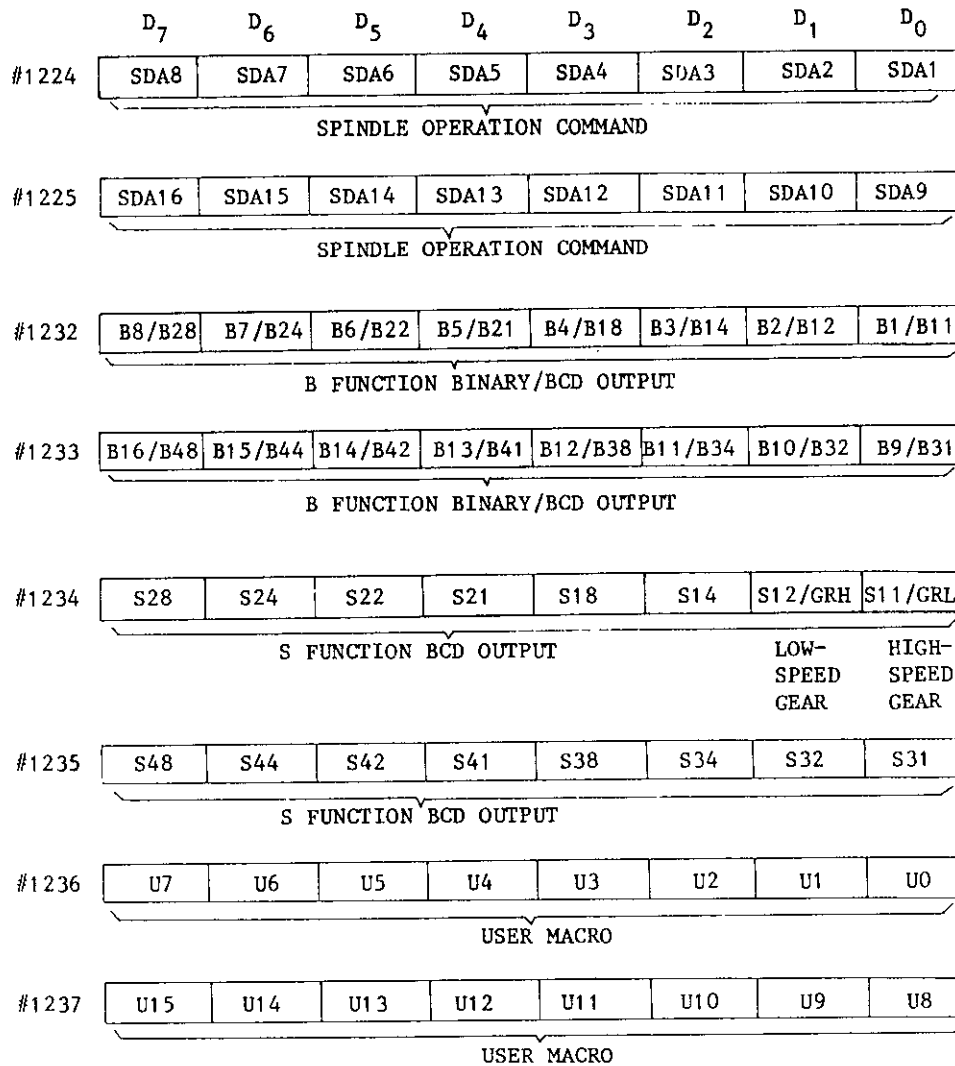 D7 D6 D5 D4 D3 D2 D1 D0
#1224 SDA8 SDA7 SDA6 SDA5 SDA4 SDA3 SDA2 SDA1
SPINDLE OPERATION COMMAND
#1225 SDA16 SDA15 SDA14 SDA13 SDA12 SDA11 SDA10 SDA9
SPINDLE OPERATION COMMAND
#1232 B8/B28 B7/B24 B6/B22 B5/B21 B4/B18 B3/B14 B2/B12 B1/B11
B FUNCTION BINARY/BCD OUTPUT
#1233 B16/B48 B15/B44 B14/B42 B13/B41 B12/B38 B11/B34 B10/B32 B9/B31
B FUNCTION BINARY/BCD OUTPUT
#1234 S28 S24 S22 S21 S18 S14 S12/GRH S11/GRL
S FUNCTION BCD OUTPUT LOW- HIGH-
SPEED SPEED
GEAR GEAR
#1235 S48 S44 S42 S41 S38 S34 S32 S31
S FUNCTION BCD OUTPUT
#1236 U7 U6 U5 U4 U3 U2 U1 U0
USER MACRO
#1237 U15 U14 U13 U12 U11 U10 U9 U8
USER MACRO